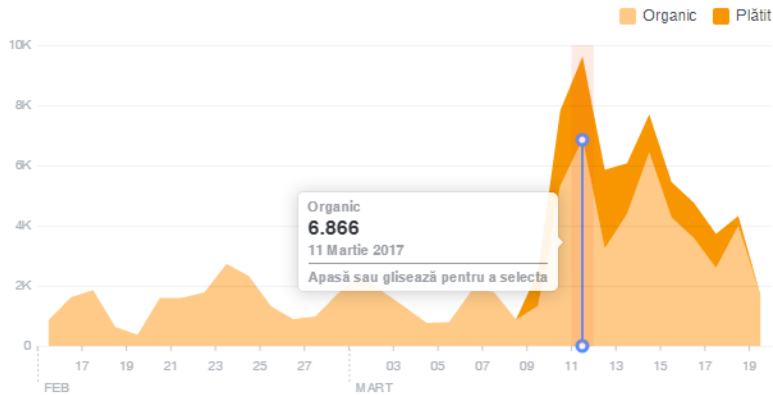 Organic Plătit
10K
8K
6K
4K
2K
0
Organic
6.866
11 Martie 2017
Apasă sau glisează pentru a selecta
17 19 21 23 25 27 03 05 07 09 11 13 15 17 19
FEB MART